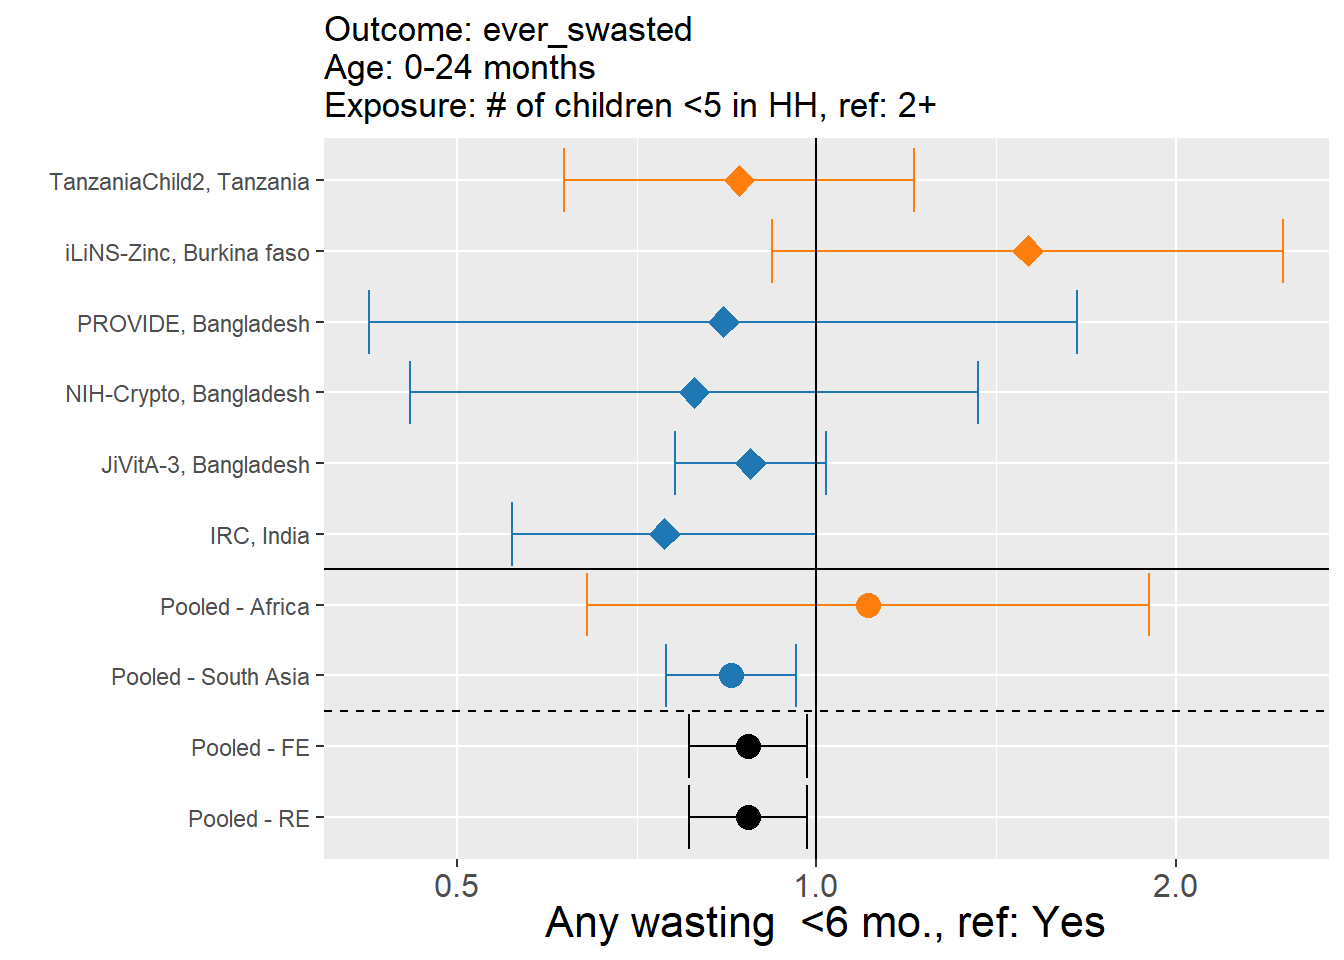 Outcome: ever_swasted
Age: 0-24 months
Exposure: # of children <5 in HH, ref: 2+
TanzaniaChild2, Tanzania
iLiNS-Zinc, Burkina faso
PROVIDE, Bangladesh
NIH-Crypto, Bangladesh
JiVitA-3, Bangladesh
IRC, India
Pooled - Africa
Pooled - South Asia
Pooled - FE
Pooled - RE
0.5 1.0 2.0
Any wasting  <6 mo., ref: Yes